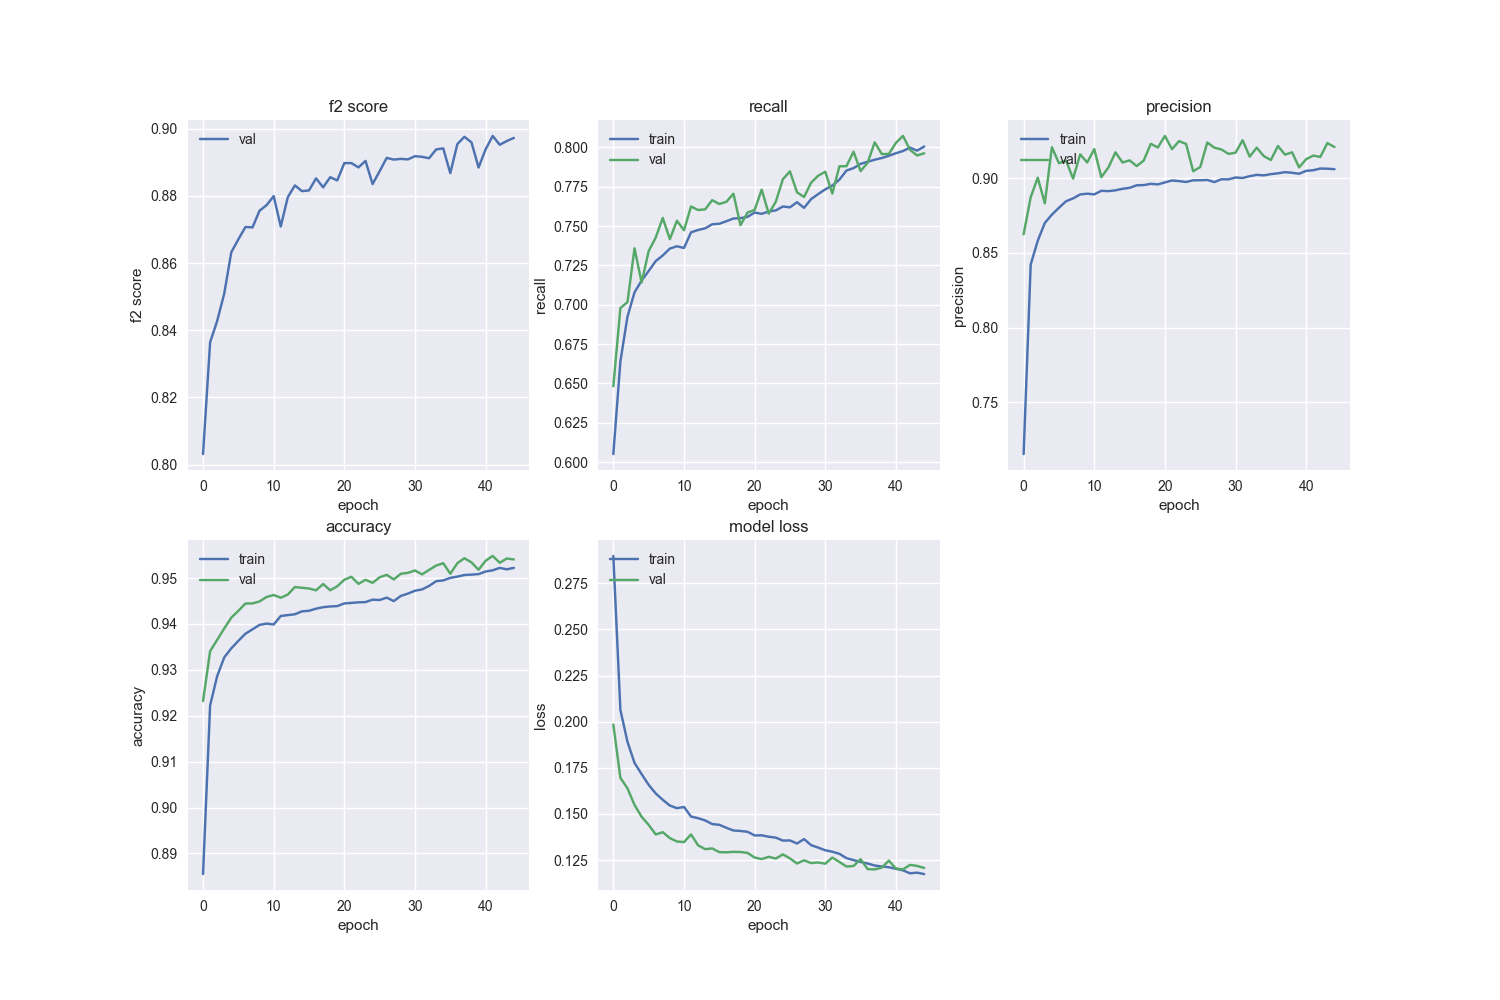 f2 score
0.90
0.88
0.86
0.84
0.82
0.80
f2 score
val
0 10 20 30 40
epoch
recall
0.800
0.775
0.750
0.725
0.700
0.675
0.650
0.625
0.600
recall
train
val
0 10 20 30 40
epoch
precision
0.90
0.85
0.80
0.75
precision
train
val
0 10 20 30 40
epoch
accuracy
0.95
0.94
0.93
0.92
0.91
0.90
0.89
accuracy
train
val
0 10 20 30 40
epoch
model loss
0.275
0.250
0.225
0.200
0.175
0.150
0.125
loss
train
val
0 10 20 30 40
epoch